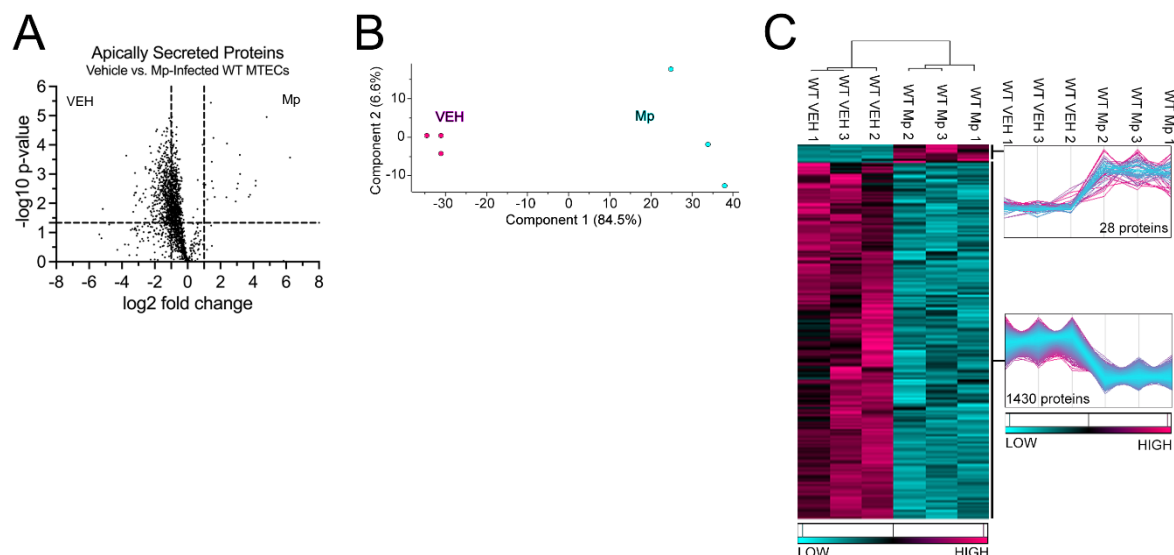 A
Apically Secreted Proteins
Vehicle vs. Mp-Infected WT MTECs
VEH
Mp
6
5
4
3
2
1
0
-log10 p-value
-8 -6 -4 -2 0 2 4 6 8
log2 fold change
B
Component 2 (6.6%)
10
0
-10
VEH
Mp
-30 -20 -10 0 10 20 30 40
Component 1 (84.5%)
C
WT VEH 1
WT VEH 3
WT VEH 2
WT Mp 2
WT Mp 3
WT Mp 1
LOW HIGH
WT VEH 1
WT VEH 3
WT VEH 2
WT Mp 2
WT Mp 3
WT Mp 1
28 proteins
1430 proteins
LOW HIGH